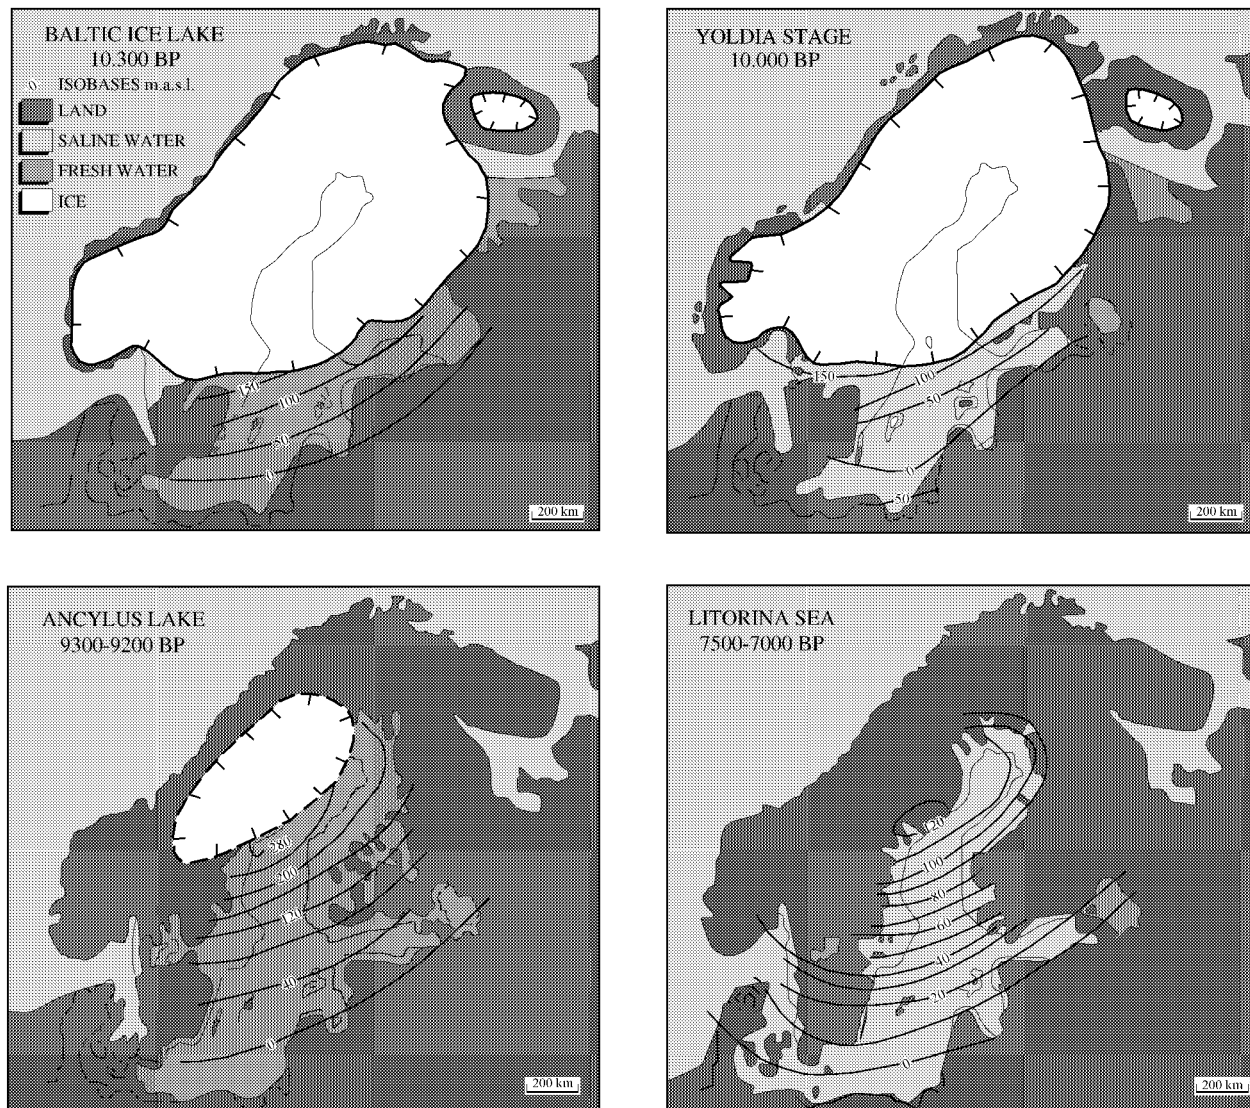 BALTIC ICE LAKE
10.300 BP
0 ISOBASES m.a.s.l.
LAND
SALINE WATER
FRESH WATER
ICE
150
100
50
0
200 km
YOLDIA STAGE
10.000 BP
150
100
50
0
50
200 km
ANCYLUS LAKE
9300-9200 BP
280
200
120
40
0
200 km
LITORINA SEA
7500-7000 BP
120
100
80
60
40
20
0
200 km